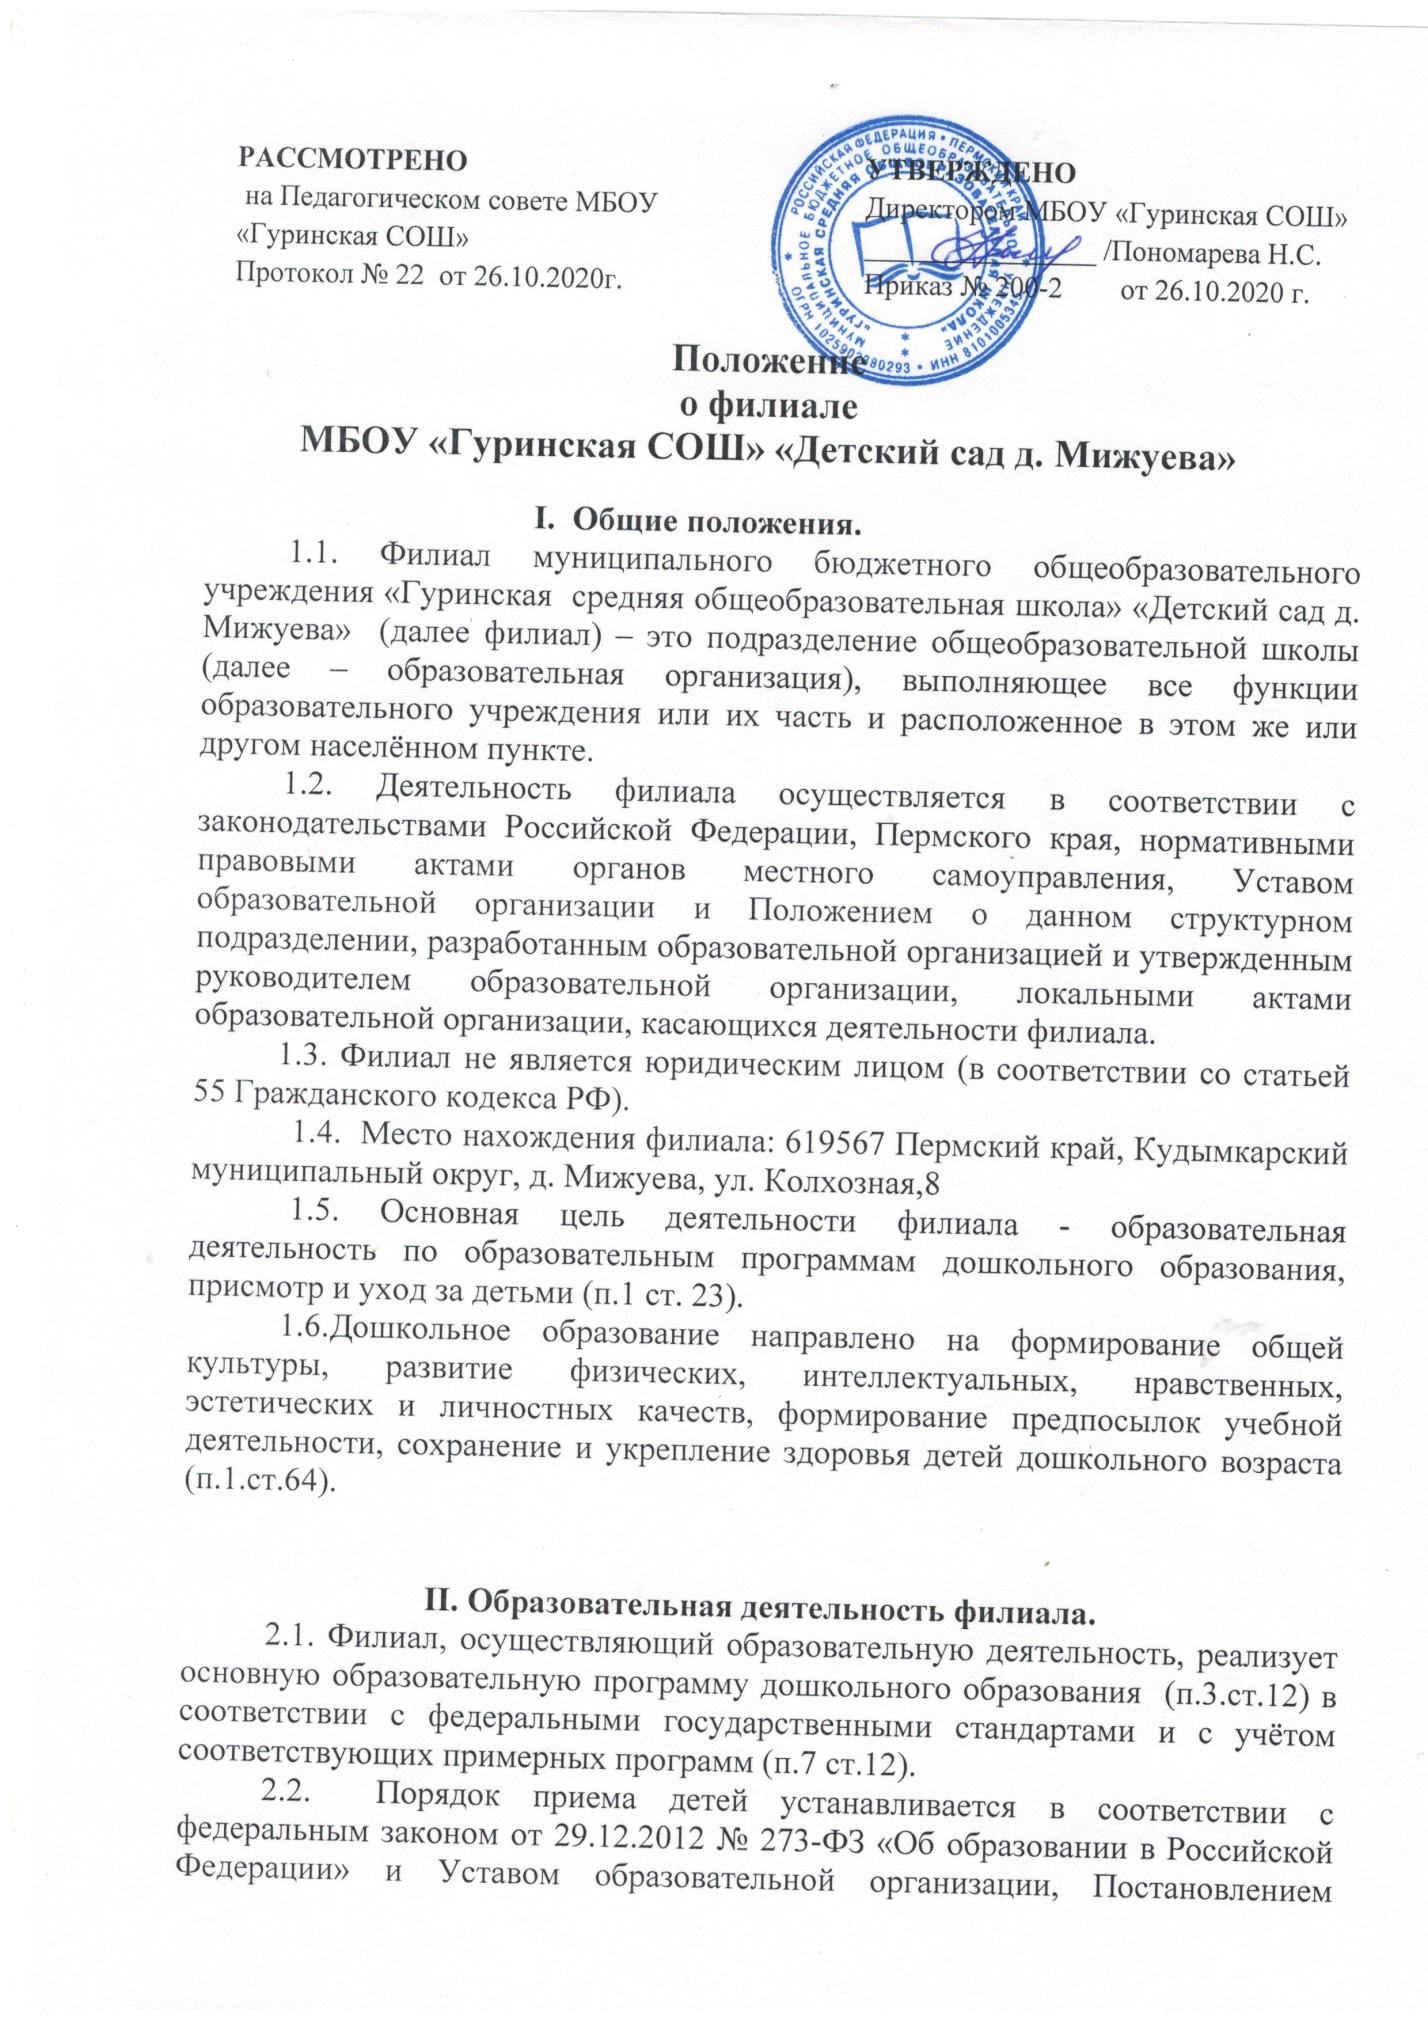 РАССМОТРЕНО
на Педагогическом совете МБОУ
«Гуринская СОШ»
Протокол № 22 от 26.10.2020г.
УТВЕРЖДЕНО
Директором МБОУ «Гуринская СОШ»
/Пономарева Н.С.
Приказ № 200-2 от 26.10.2020 г.
РОССИЙСКАЯ ФЕДЕРАЦИЯ • ПЕРМСКИЙ КРАЙ
МУНИЦИПАЛЬНОЕ БЮДЖЕТНОЕ ОБЩЕОБРАЗОВАТЕЛЬНОЕ УЧРЕЖДЕНИЕ
"ГУРИНСКАЯ СРЕДНЯЯ ОБЩЕОБРАЗОВАТЕЛЬНАЯ ШКОЛА"
Положение
о филиале
МБОУ «Гуринская СОШ» «Детский сад д. Мижуева»
I. Общие положения.
1.1. Филиал муниципального бюджетного общеобразовательного
учреждения «Гуринская средняя общеобразовательная школа» «Детский сад д.
Мижуева» (далее филиал) – это подразделение общеобразовательной школы
(далее – образовательная организация), выполняющее все функции
образовательного учреждения или их часть и расположенное в этом же или
другом населённом пункте.
1.2. Деятельность филиала осуществляется в соответствии с
законодательствами Российской Федерации, Пермского края, нормативными
правовыми актами органов местного самоуправления, Уставом
образовательной организации и Положением о данном структурном
подразделении, разработанным образовательной организацией и утвержденным
руководителем образовательной организации, локальными актами
образовательной организации, касающихся деятельности филиала.
1.3. Филиал не является юридическим лицом (в соответствии со статьей
55 Гражданского кодекса РФ).
1.4. Место нахождения филиала: 619567 Пермский край, Кудымкарский
муниципальный округ, д. Мижуева, ул. Колхозная,8
1.5. Основная цель деятельности филиала - образовательная
деятельность по образовательным программам дошкольного образования,
присмотр и уход за детьми (п.1 ст. 23).
1.6.Дошкольное образование направлено на формирование общей
культуры, развитие физических, интеллектуальных, нравственных,
эстетических и личностных качеств, формирование предпосылок учебной
деятельности, сохранение и укрепление здоровья детей дошкольного возраста
(п.1.ст.64).
II. Образовательная деятельность филиала.
2.1. Филиал, осуществляющий образовательную деятельность, реализует
основную образовательную программу дошкольного образования (п.3.ст.12) в
соответствии с федеральными государственными стандартами и с учётом
соответствующих примерных программ (п.7 ст.12).
2.2. Порядок приема детей устанавливается в соответствии с
федеральным законом от 29.12.2012 № 273-ФЗ «Об образовании в Российской
Федерации» и Уставом образовательной организации, Постановлением